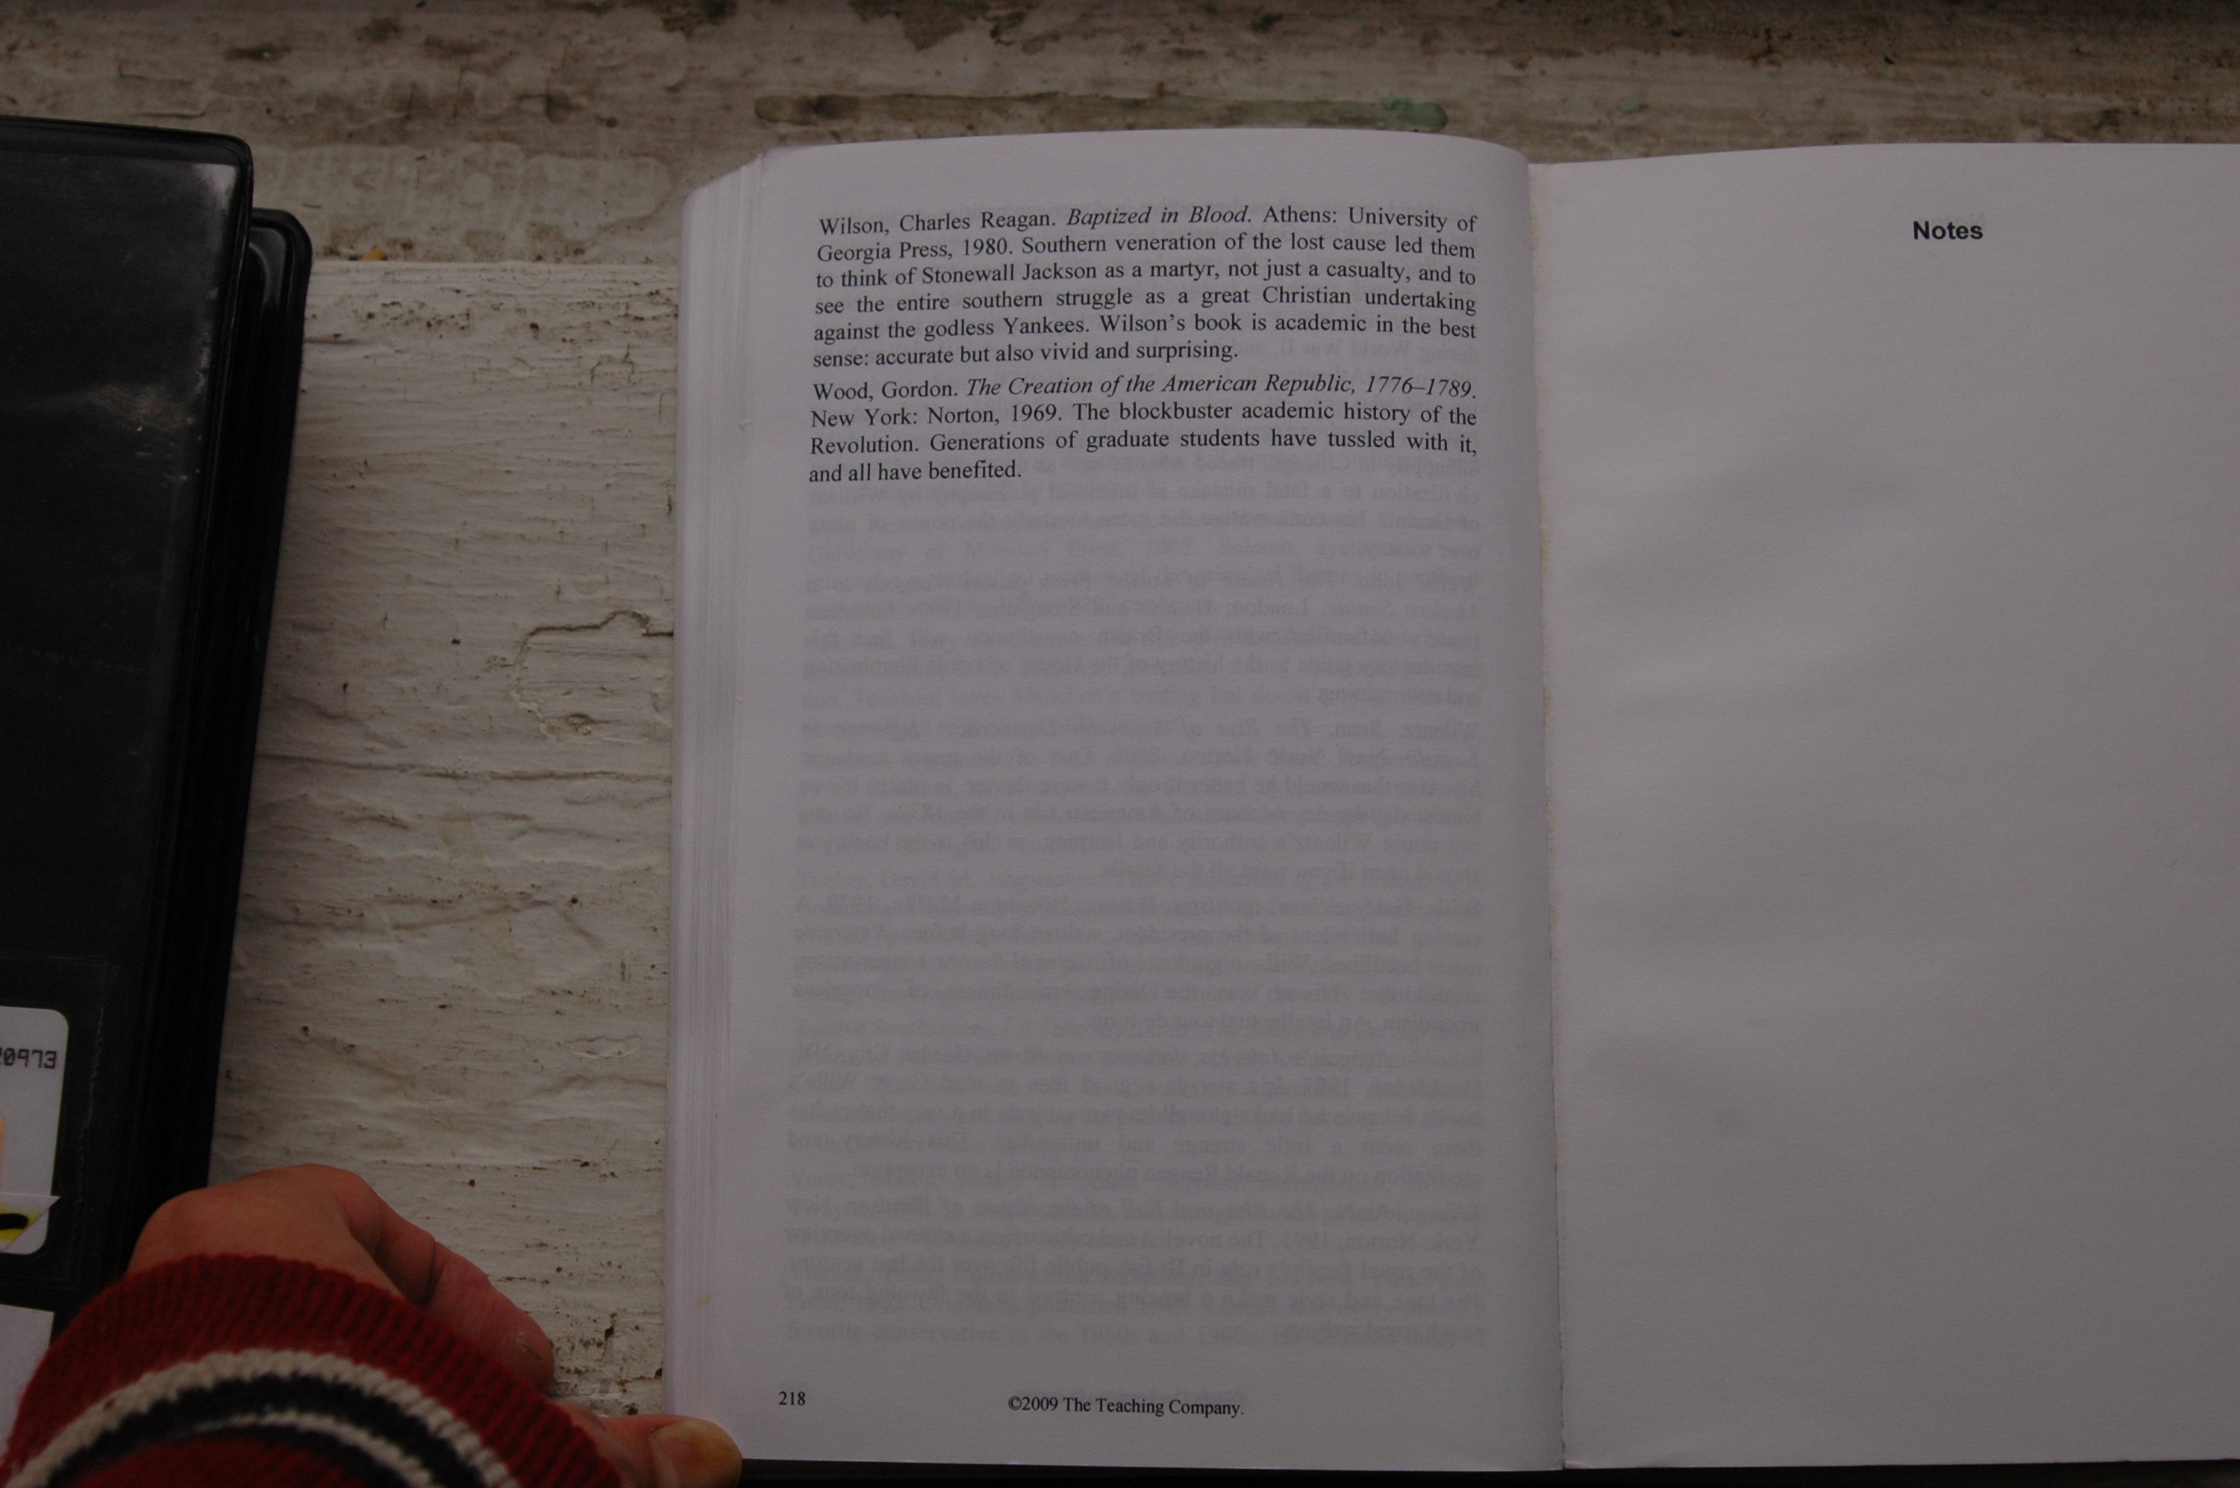 Wilson, Charles Reagan. Baptized in Blood. Athens: University of
Georgia Press, 1980. Southern veneration of the lost cause led them
to think of Stonewall Jackson as a martyr, not just a casualty, and to
see the entire southern struggle as a great Christian undertaking
against the godless Yankees. Wilson's book is academic in the best
sense: accurate but also vivid and surprising.
Wood, Gordon. The Creation of the American Republic, 1776–1789.
New York: Norton, 1969. The blockbuster academic history of the
Revolution. Generations of graduate students have tussled with it,
and all have benefited.
218
©2009 The Teaching Company.
Notes